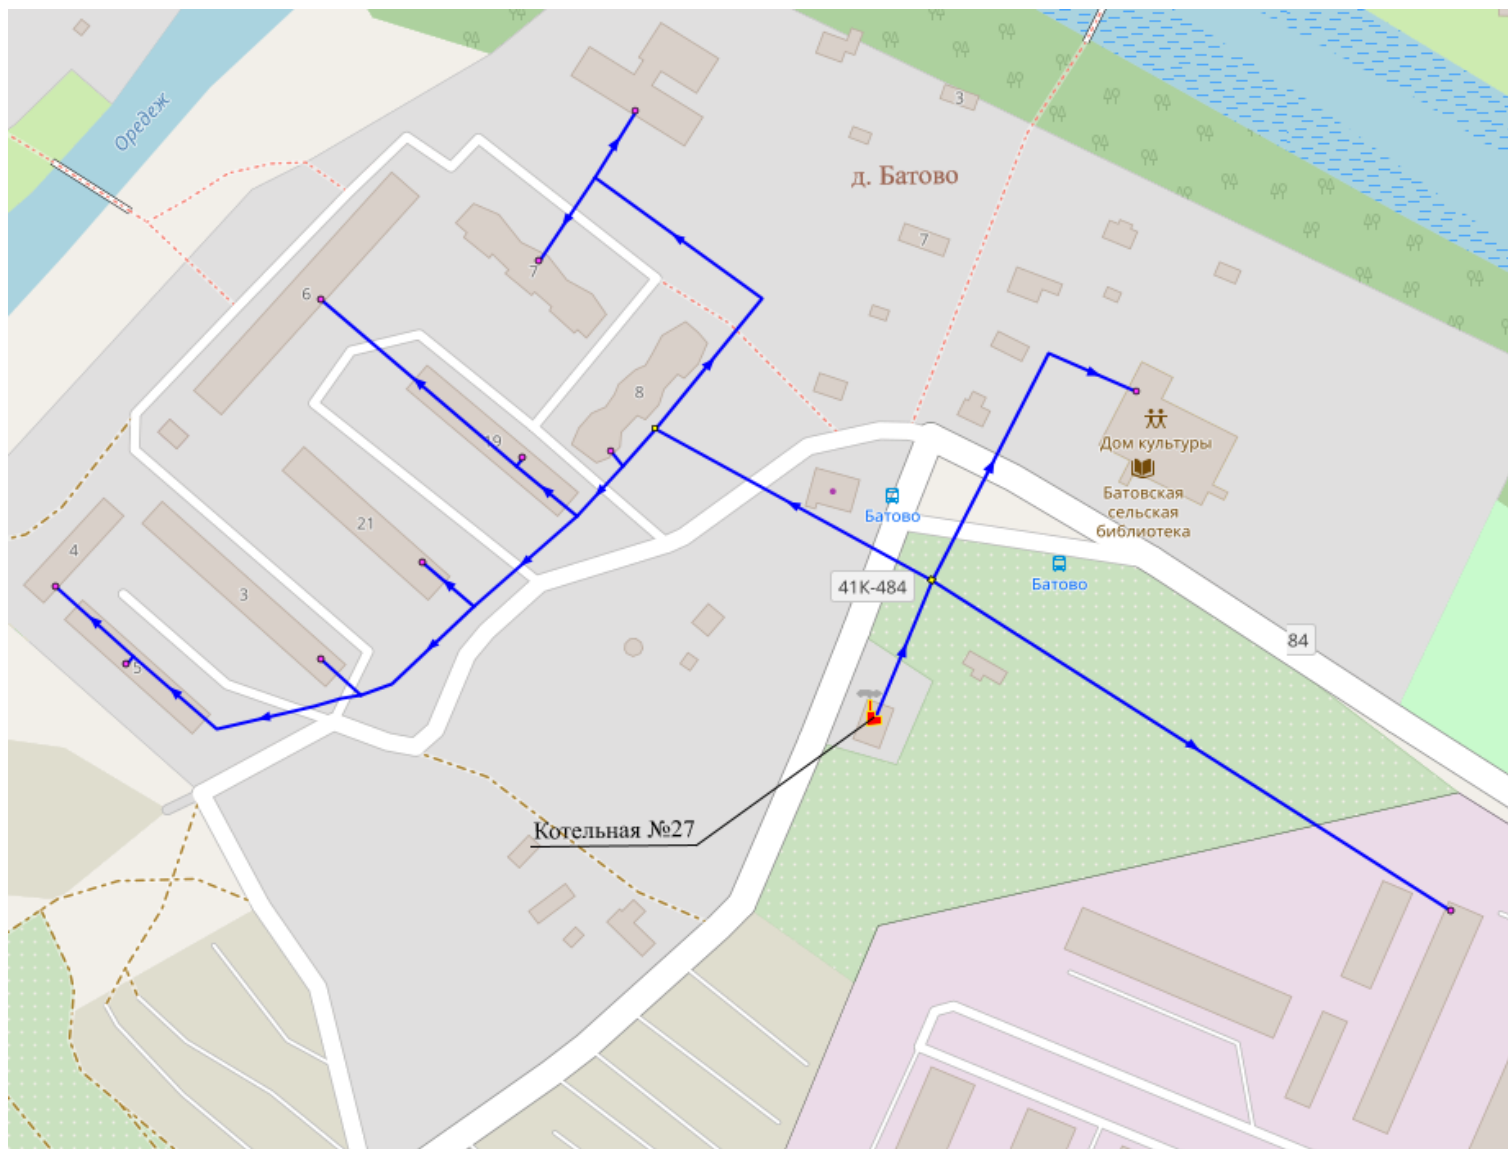 Оредеж
3
д. Батово
7
6
7
8
19
Дом культуры
Батовская
сельская
библиотека
Батово
Батово
21
41К-484
4
3
84
5
Котельная №27